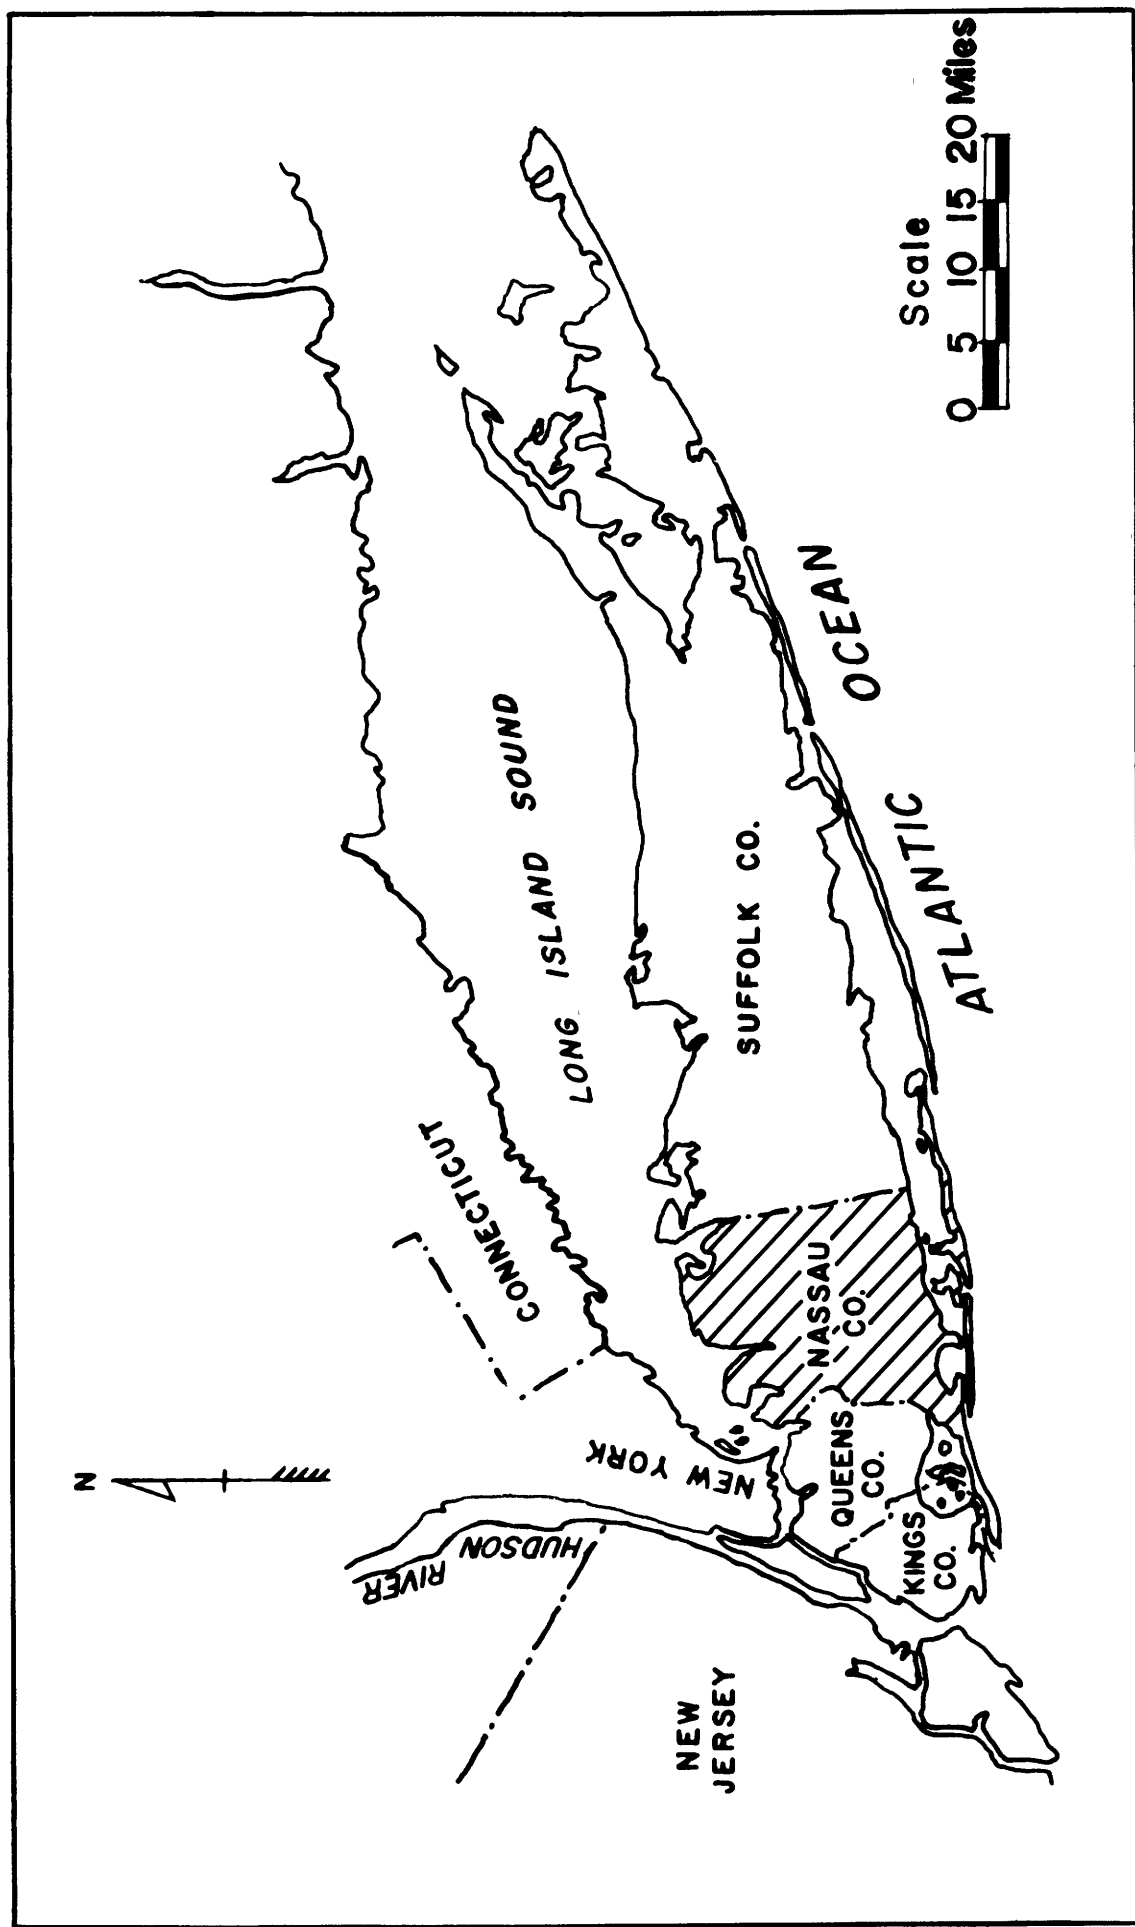 N
RIVER
HUDSON
NEW YORK
CONNECTICUT
LONG ISLAND SOUND
NEW
JERSEY
QUEENS
CO.
KINGS
CO.
NASSAU
CO.
SUFFOLK CO.
ATLANTIC
OCEAN
Scale
0 5 10 15 20 Miles